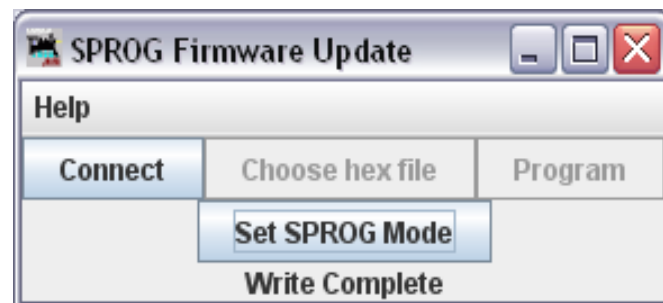 SPROG Firmware Update
Help
Connect Choose hex file Program
Set SPROG Mode
Write Complete